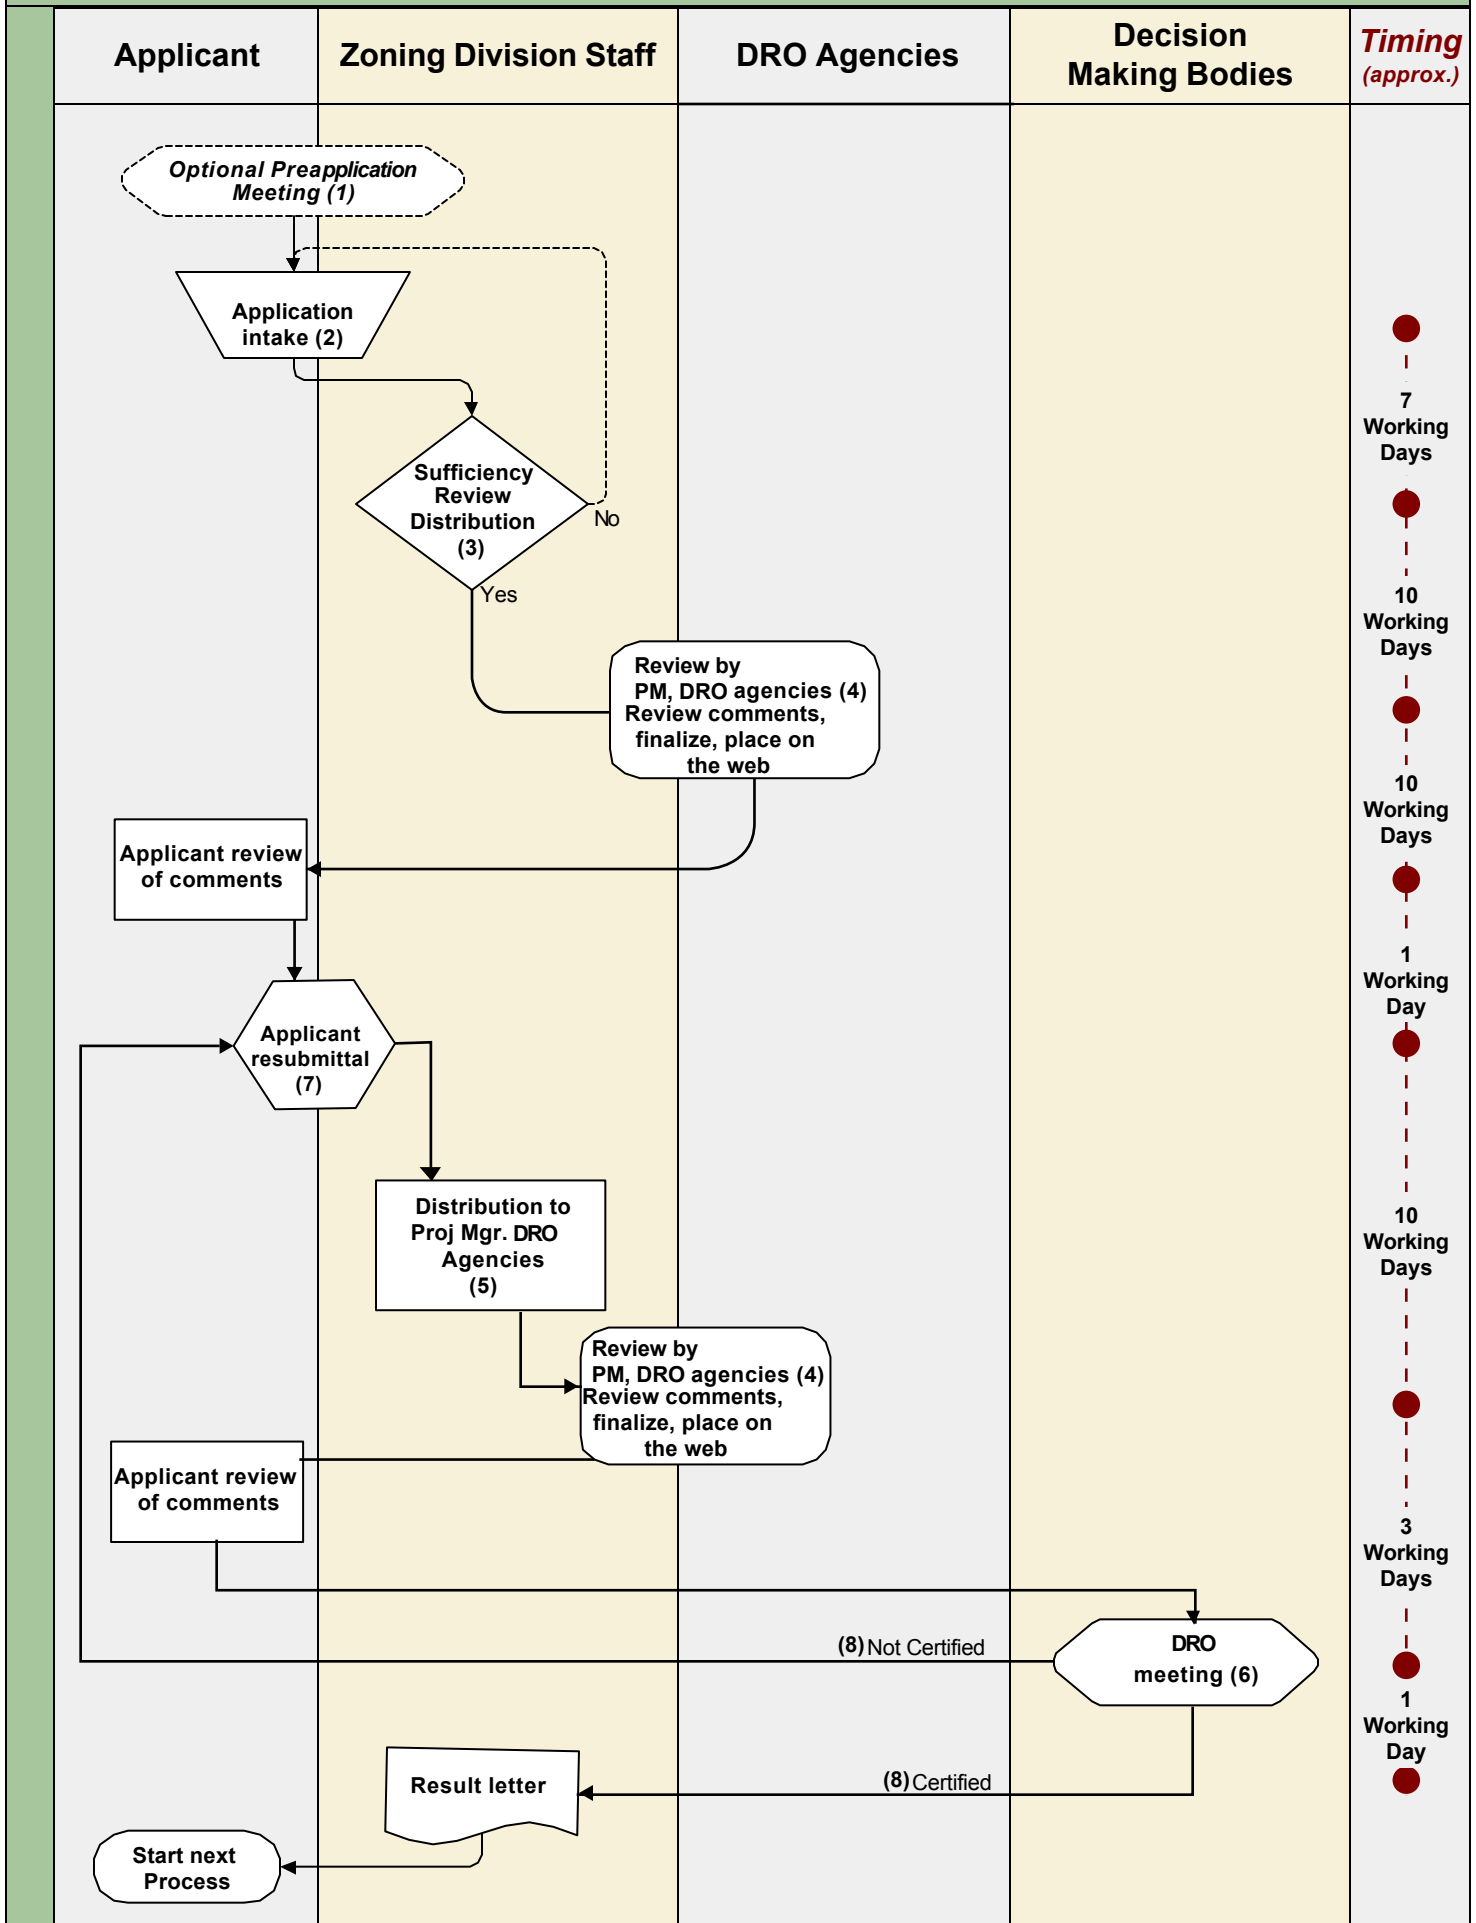 Applicant
Zoning Division Staff
DRO Agencies
Decision
Making Bodies
Timing
(approx.)
Optional Preapplication
Meeting (1)
Application
intake (2)
7
Working
Days
Sufficiency
Review
Distribution
(3)
No
Yes
10
Working
Days
Review by
PM, DRO agencies (4)
Review comments,
finalize, place on
the web
10
Working
Days
Applicant review
of comments
1
Working
Day
Applicant
resubmittal
(7)
Distribution to
Proj Mgr. DRO
Agencies
(5)
10
Working
Days
Review by
PM, DRO agencies (4)
Review comments,
finalize, place on
the web
Applicant review
of comments
3
Working
Days
(8) Not Certified
DRO
meeting (6)
1
Working
Day
(8) Certified
Result letter
Start next
Process